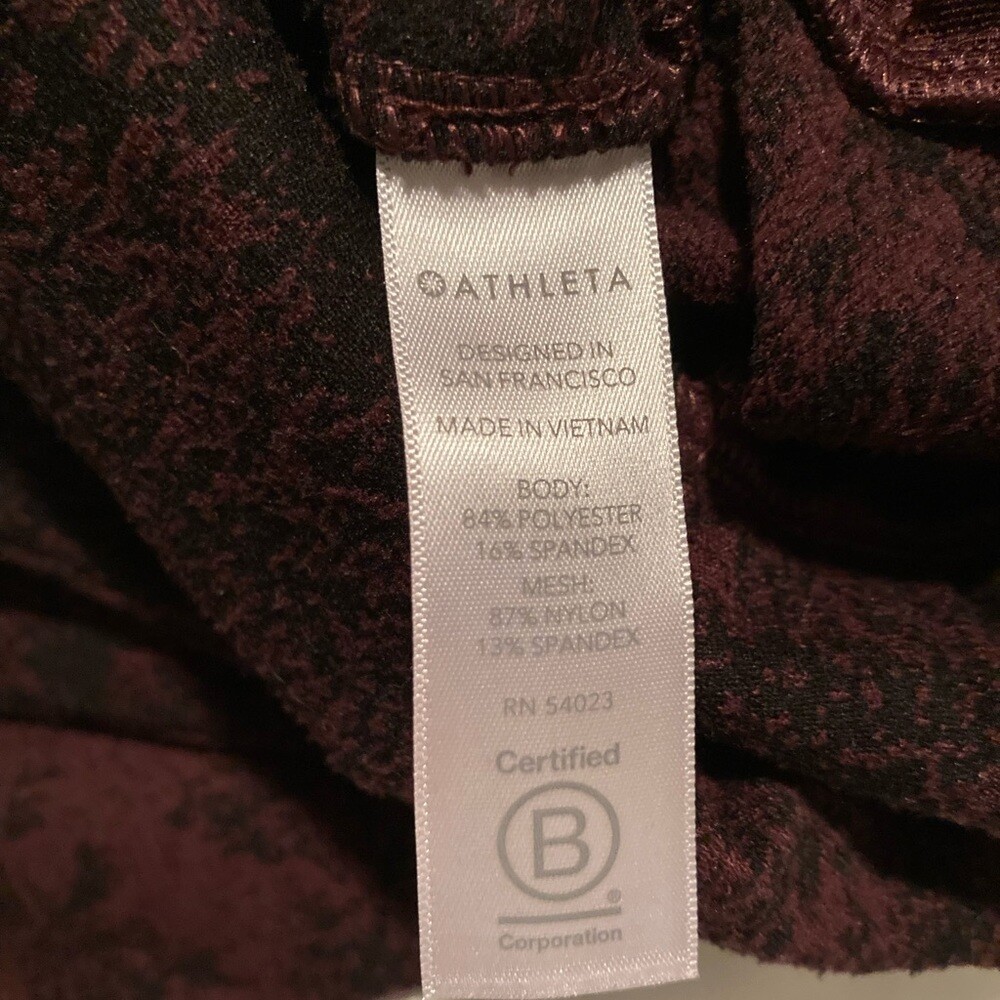 ATHLETA
DESIGNED IN
SAN FRANCISCO
MADE IN VIETNAM
BODY:
84% POLYESTER
16% SPANDEX
MESH:
87% NYLON
13% SPANDEX
RN 54023
Certified
B
®
Corporation